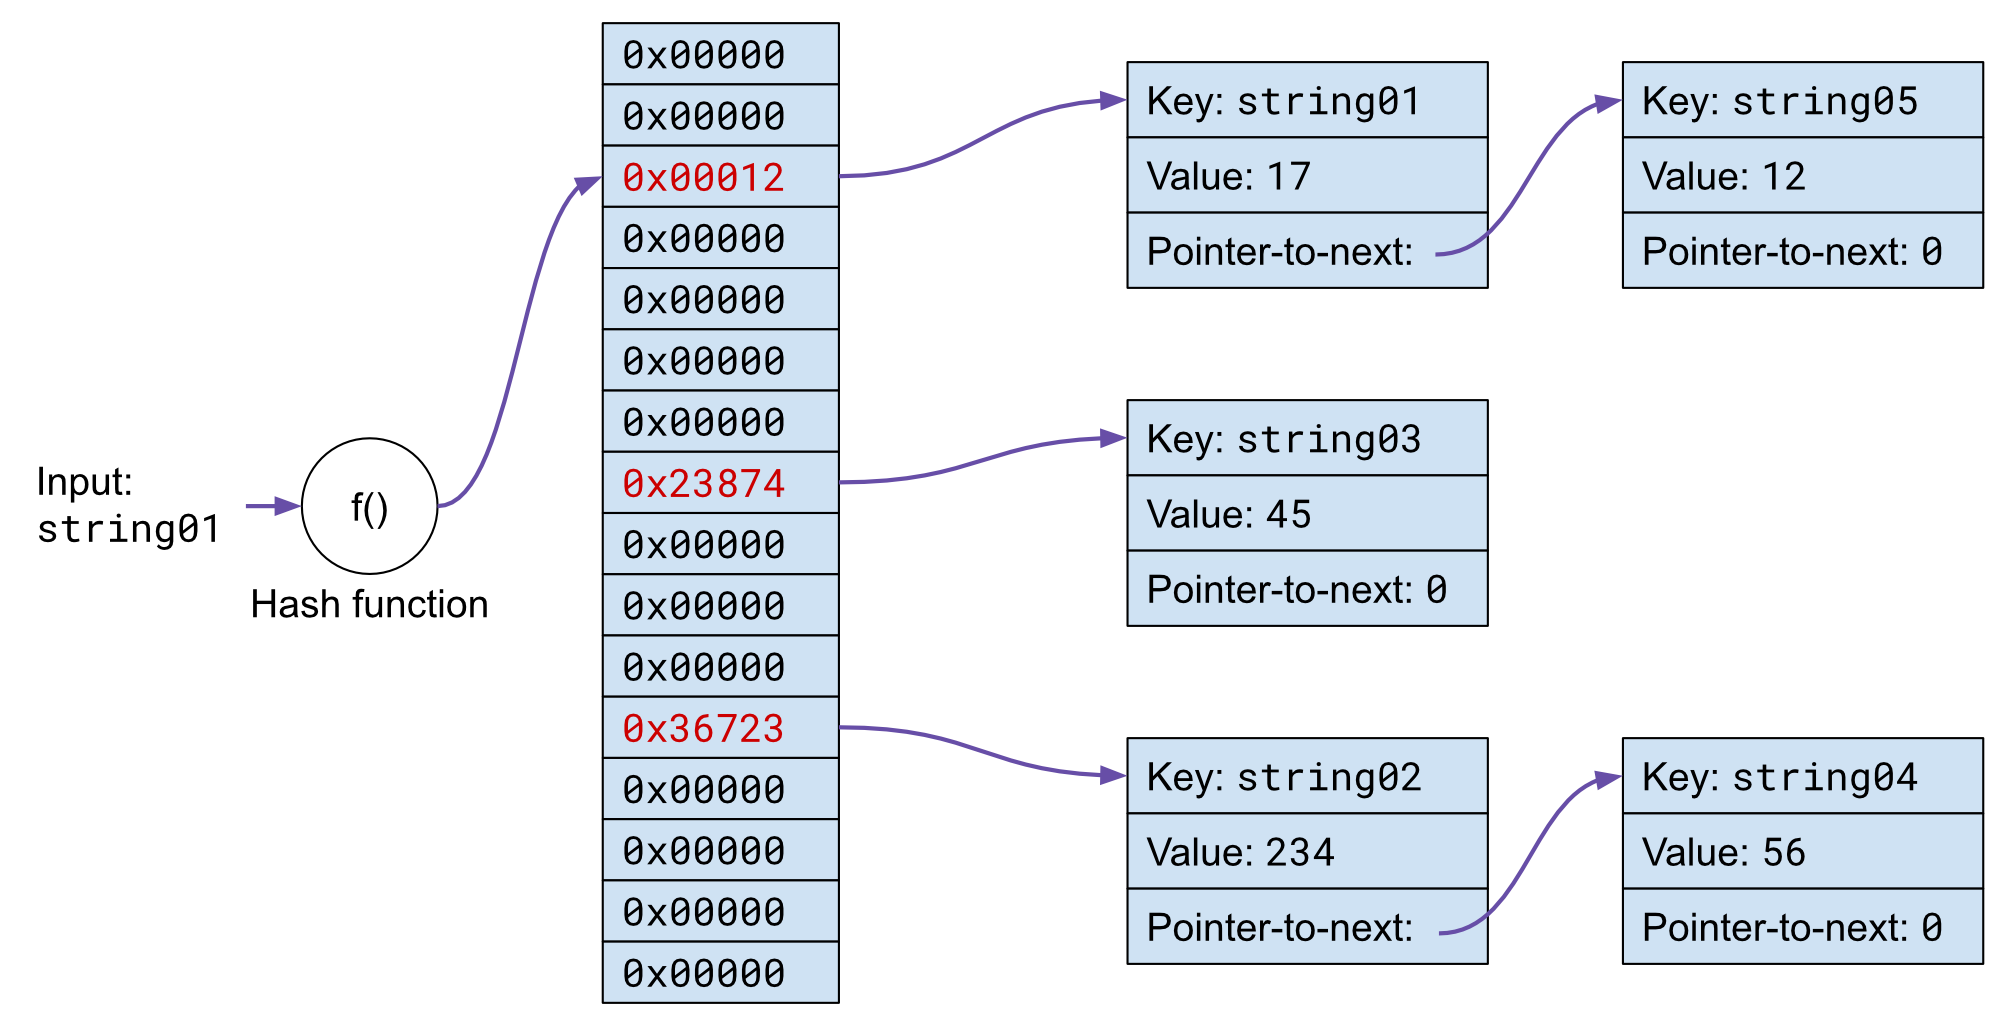 Input:
string01
f()
Hash function
0x00000
0x00000
0x00012
0x00000
0x00000
0x00000
0x00000
0x23874
0x00000
0x00000
0x00000
0x36723
0x00000
0x00000
0x00000
0x00000
Key: string01
Value: 17
Pointer-to-next:
Key: string05
Value: 12
Pointer-to-next: 0
Key: string03
Value: 45
Pointer-to-next: 0
Key: string02
Value: 234
Pointer-to-next:
Key: string04
Value: 56
Pointer-to-next: 0